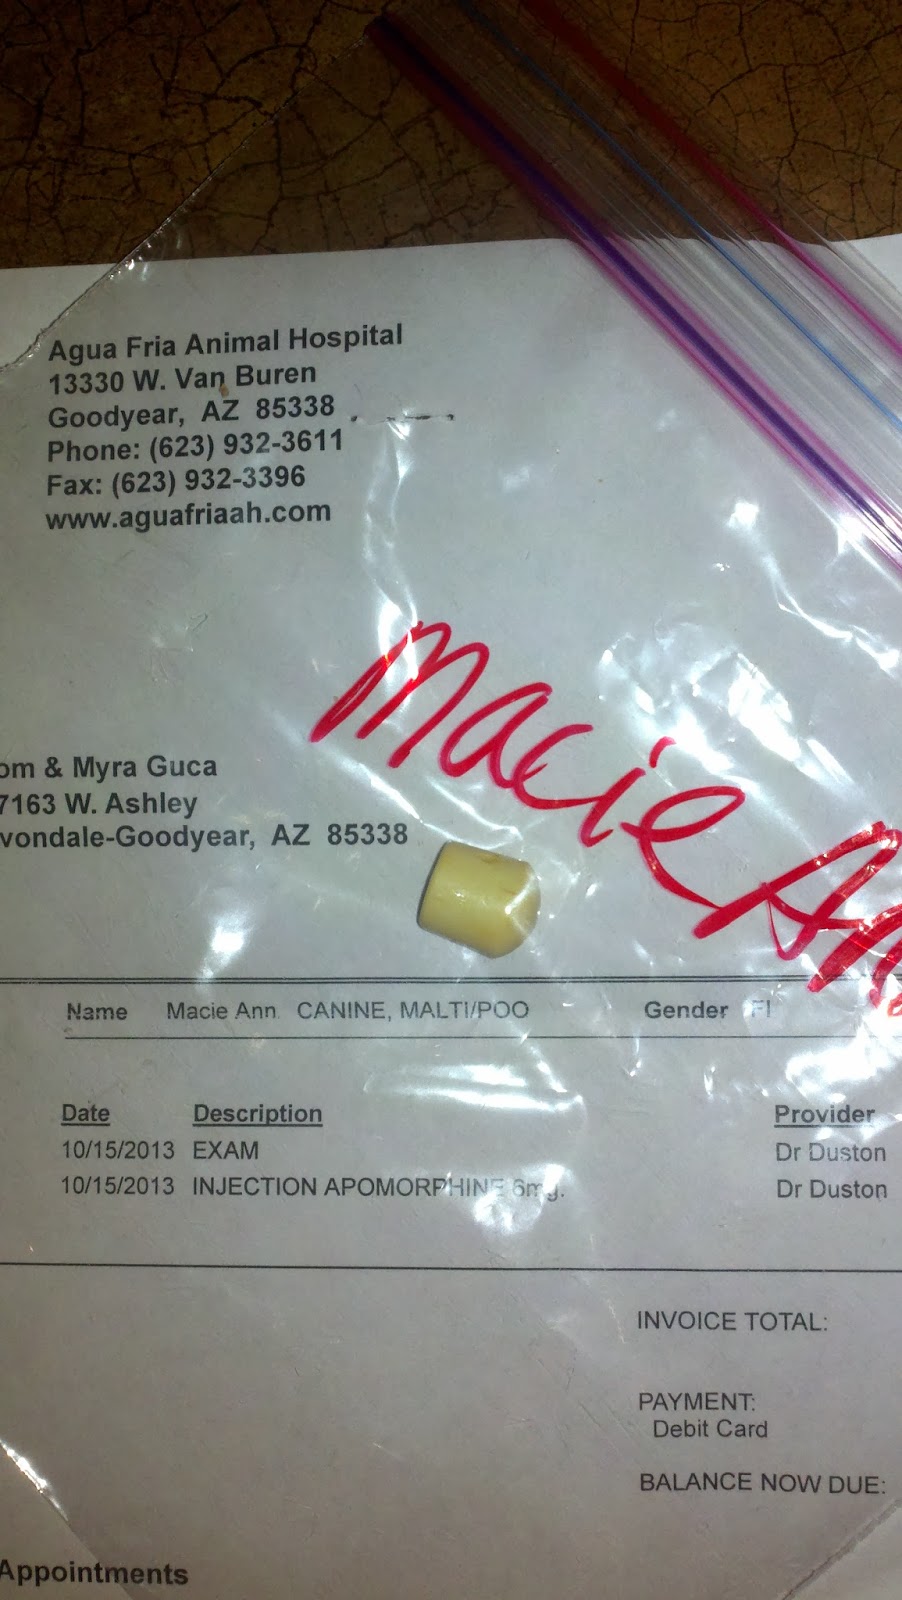 Agua Fria Animal Hospital
13330 W. Van Buren
Goodyear, AZ 85338
Phone: (623) 932-3611
Fax: (623) 932-3396
www.aguafriaah.com
Macie An
om & Myra Guca
7163 W. Ashley
vondale-Goodyear, AZ 85338
Name Macie Ann CANINE, MALTI/POO Gender FI
Date Description Provider
10/15/2013 EXAM Dr Duston
10/15/2013 INJECTION APOMORPHINE 6mg. Dr Duston
INVOICE TOTAL:
PAYMENT:
Debit Card
BALANCE NOW DUE:
Appointments